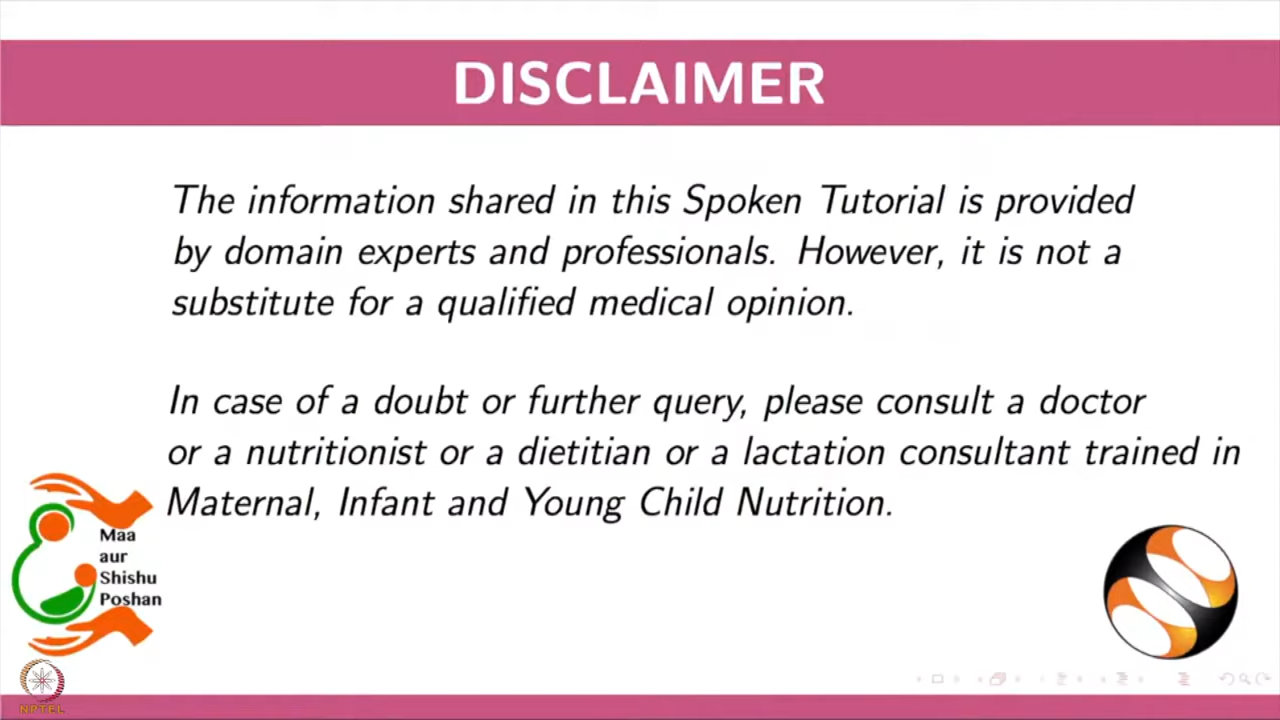 DISCLAIMER
The information shared in this Spoken Tutorial is provided
by domain experts and professionals. However, it is not a
substitute for a qualified medical opinion.
In case of a doubt or further query, please consult a doctor
or a nutritionist or a dietitian or a lactation consultant trained in
Maternal, Infant and Young Child Nutrition.
Maa
aur
Shishu
Poshan
NPTEL